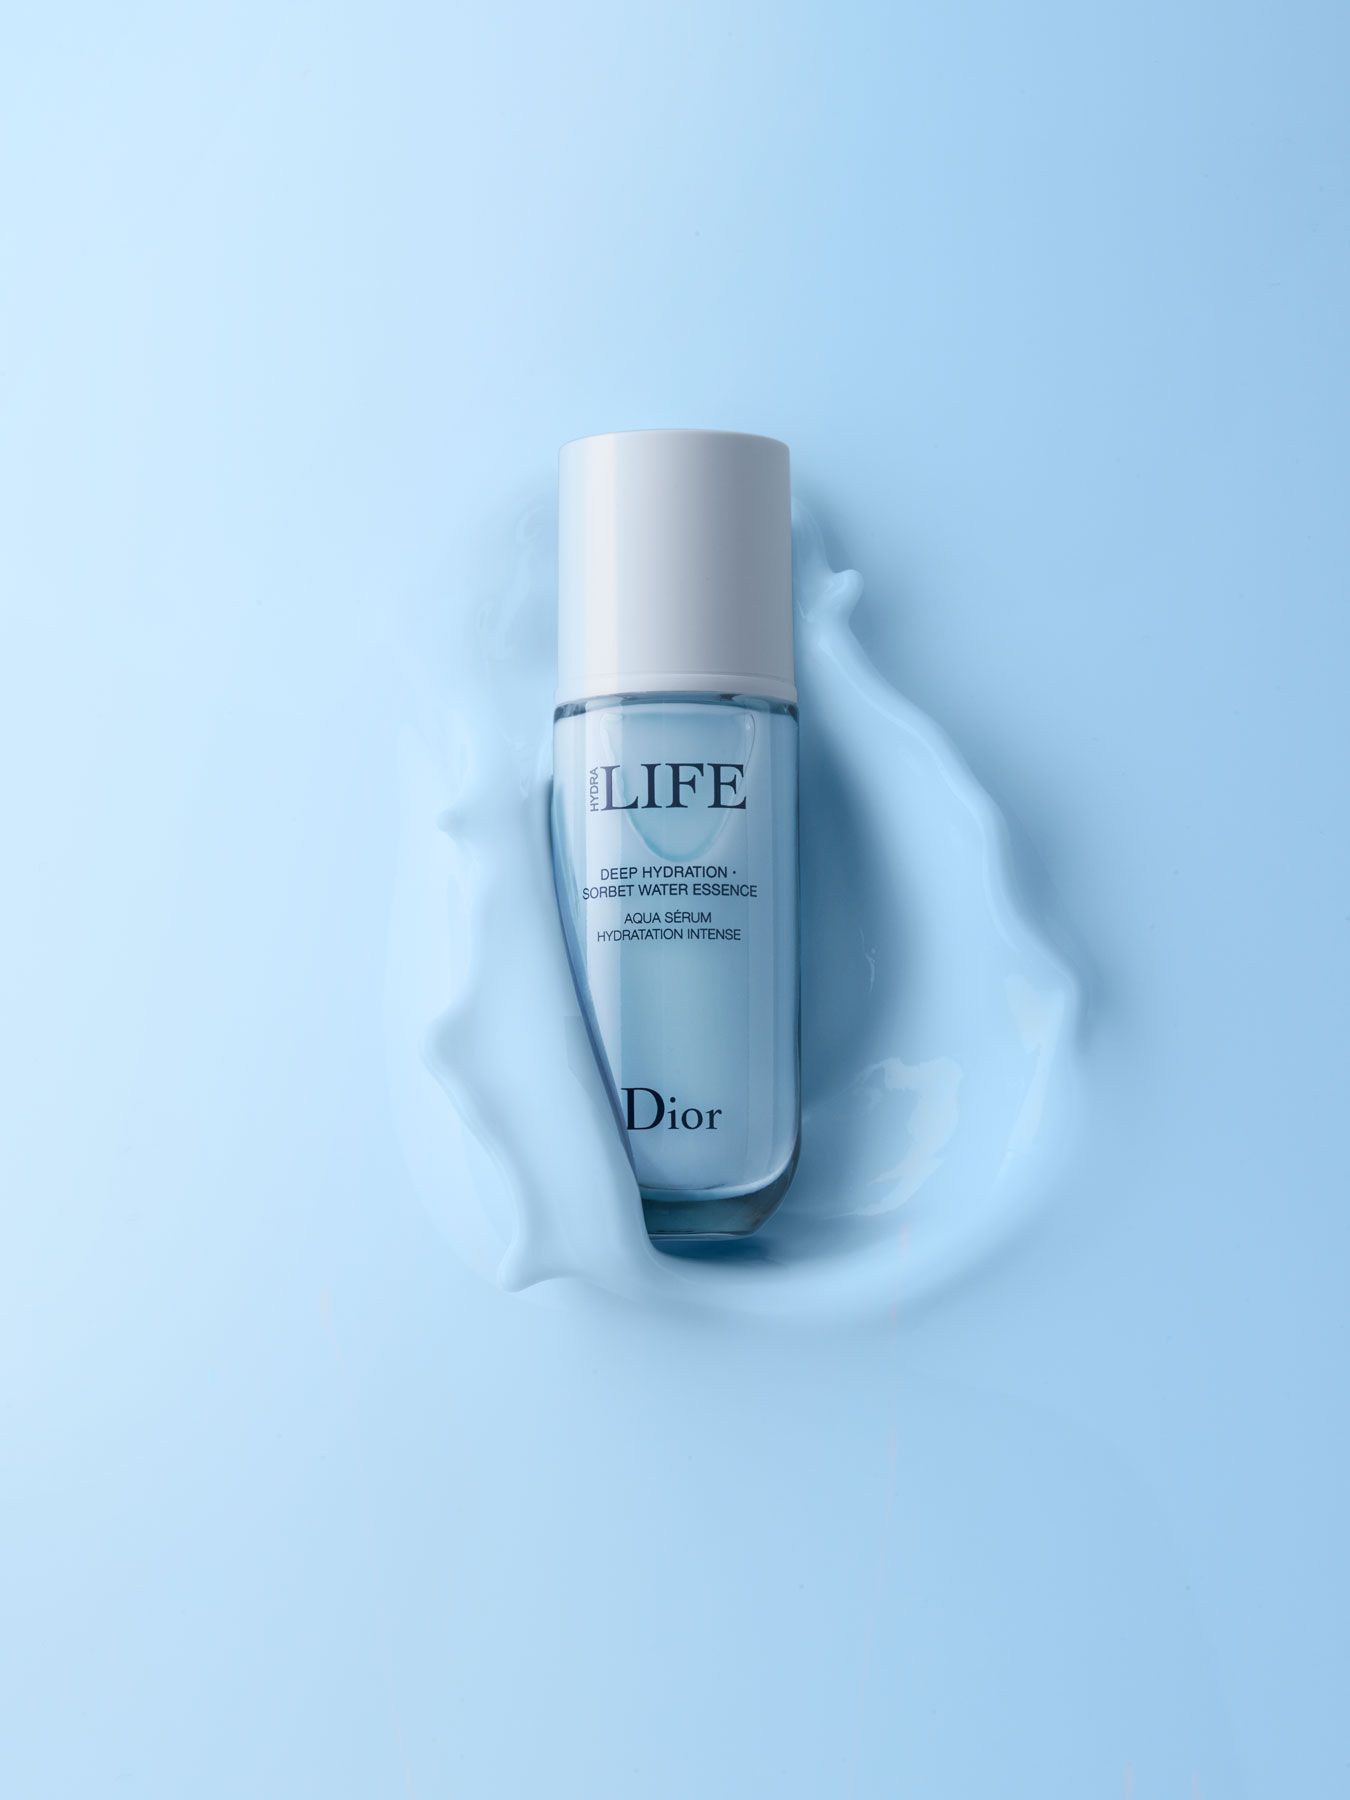 HYDRA
LIFE
DEEP HYDRATION •
SORBET WATER ESSENCE
AQUA SÉRUM
HYDRATATION INTENSE
Dior